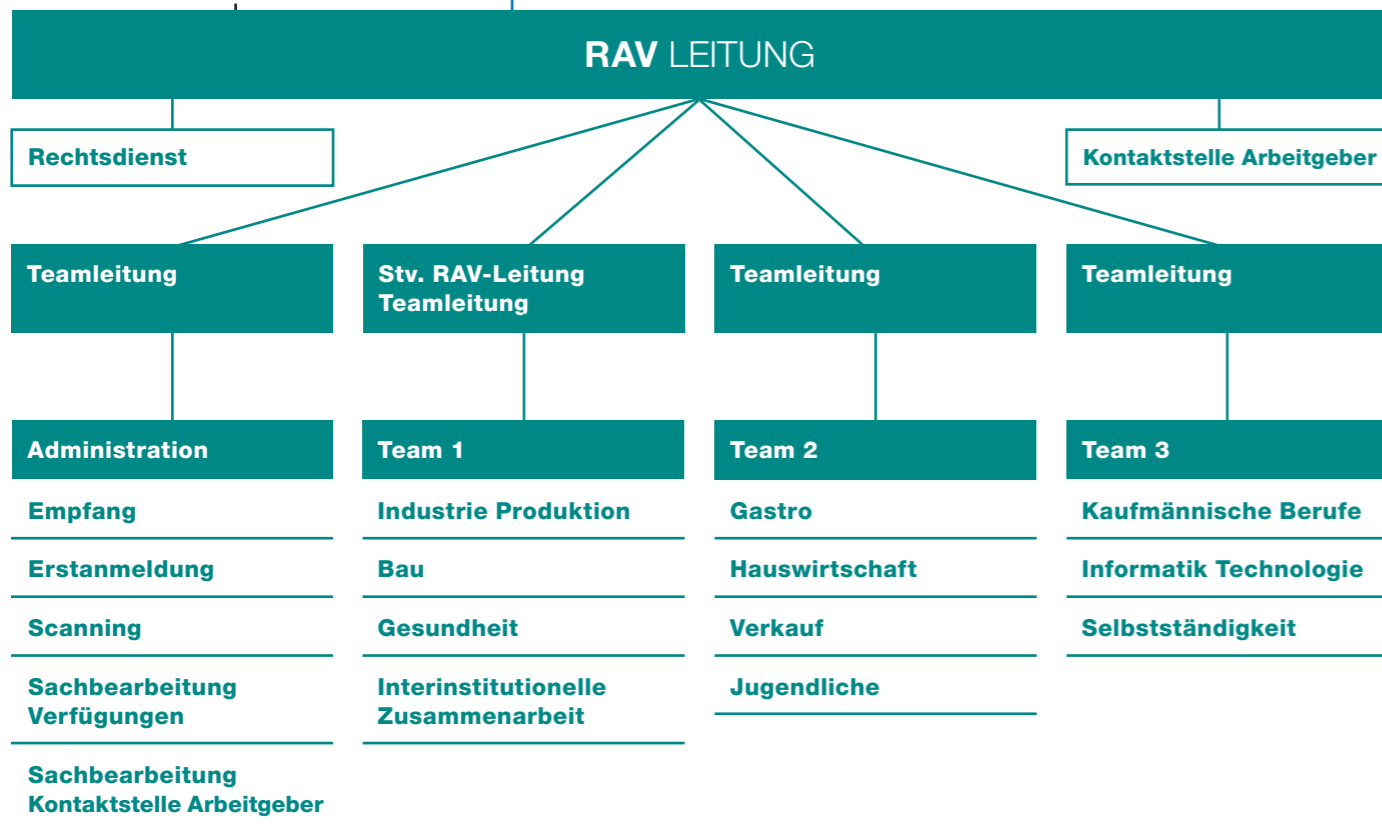 RAV LEITUNG
Rechtsdienst
Kontaktstelle Arbeitgeber
Teamleitung
Stv. RAV-Leitung
Teamleitung
Teamleitung
Teamleitung
Administration
Empfang
Erstanmeldung
Scanning
Sachbearbeitung
Verfügungen
Sachbearbeitung
Kontaktstelle Arbeitgeber
Team 1
Industrie Produktion
Bau
Gesundheit
Interinstitutionelle
Zusammenarbeit
Team 2
Gastro
Hauswirtschaft
Verkauf
Jugendliche
Team 3
Kaufmännische Berufe
Informatik Technologie
Selbstständigkeit